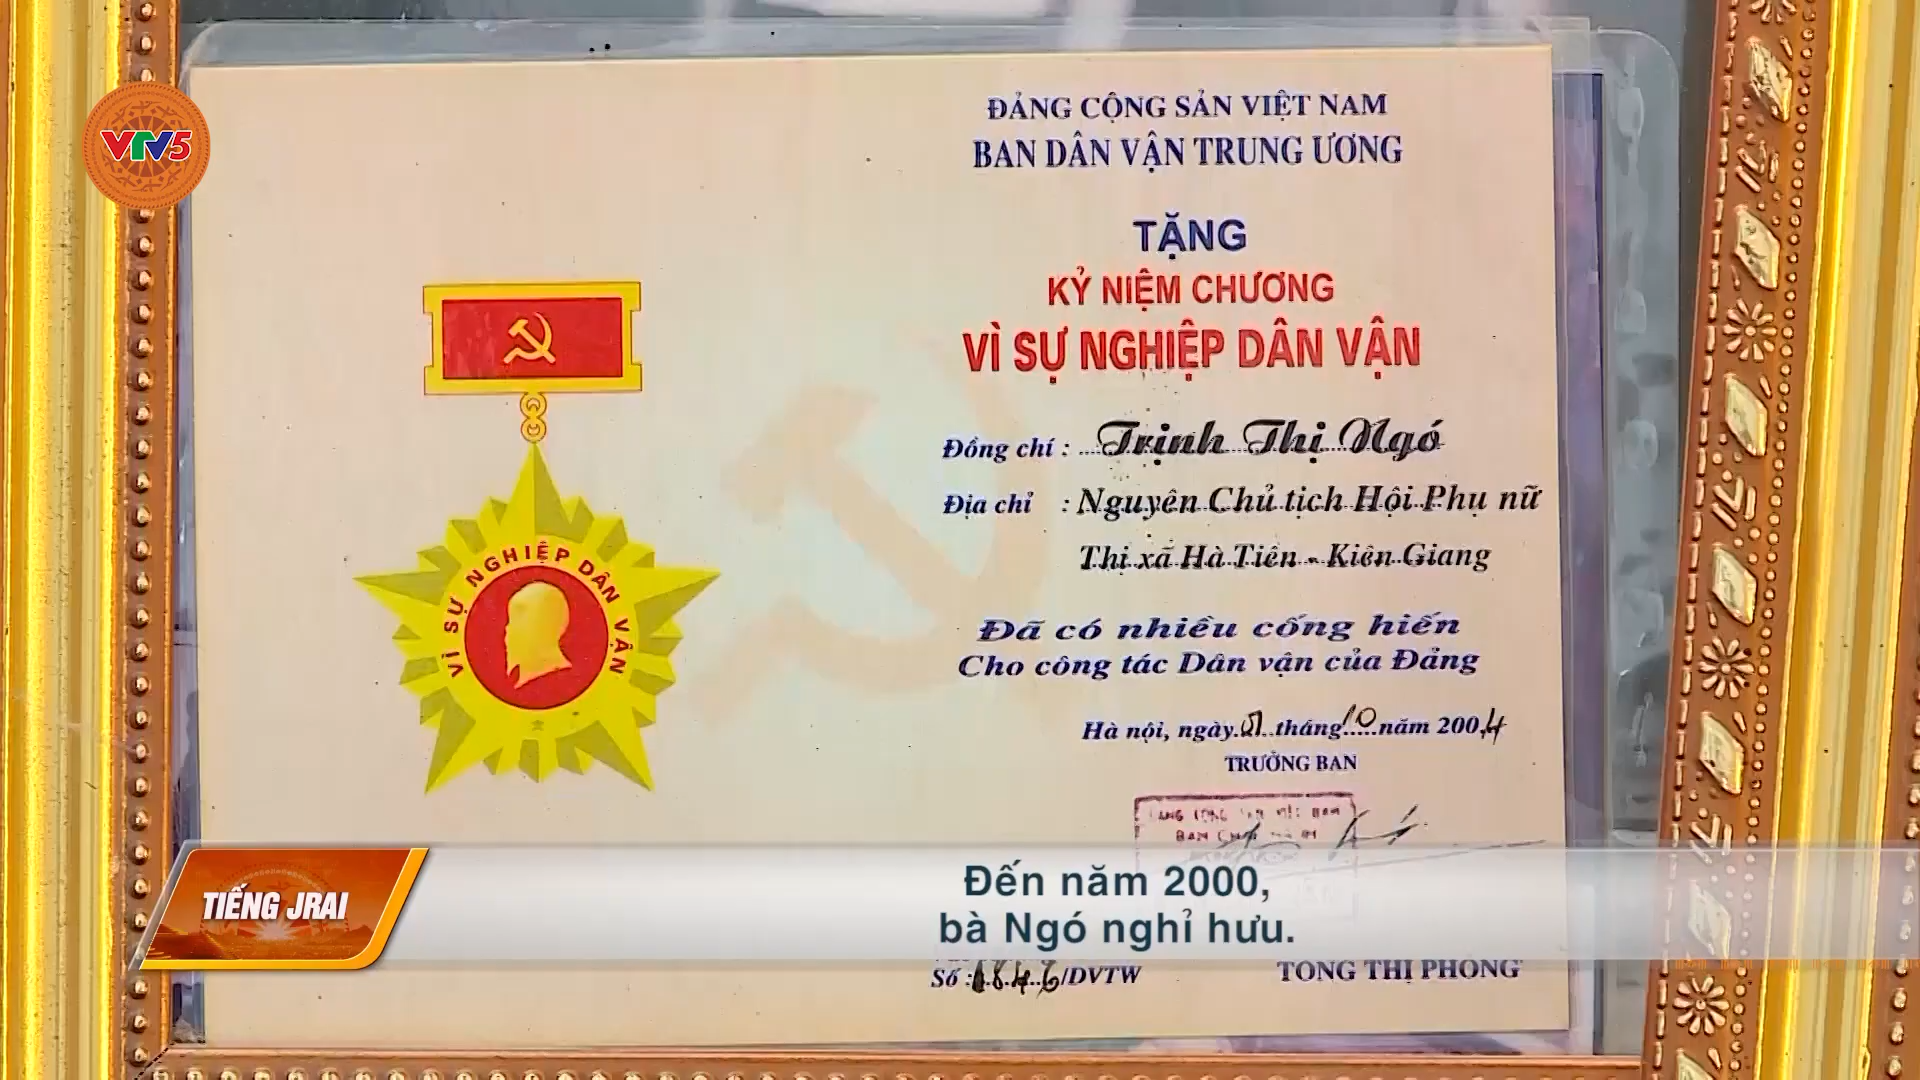 VTV5
ĐẢNG CỘNG SẢN VIỆT NAM
BAN DÂN VẬN TRUNG ƯƠNG
TẶNG
KỶ NIỆM CHƯƠNG
VÌ SỰ NGHIỆP DÂN VẬN
VÌ SỰ NGHIỆP DÂN VẬN
Đồng chí : Trịnh Thị Ngó
Địa chỉ : Nguyên Chủ tịch Hội Phụ nữ
Thị xã Hà Tiên - Kiên Giang
Đã có nhiều cống hiến
Cho công tác Dân vận của Đảng
Hà nội, ngày tháng 10 năm 2004
TRƯỞNG BAN
TIẾNG JRAI
Đến năm 2000,
bà Ngó nghỉ hưu.
Số : /DVTW
TÒNG THỊ PHÓNG